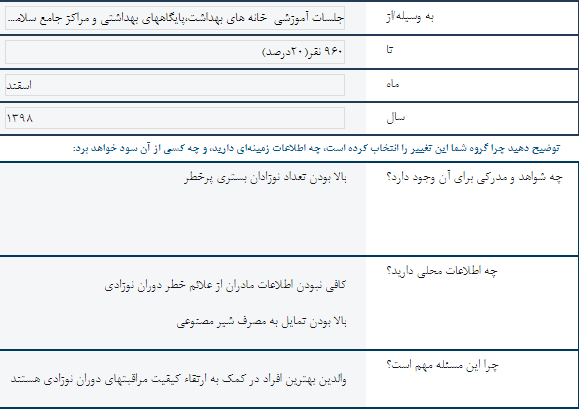 به وسیله/از جلسات آموزشی خانه های بهداشت،پایگاههای بهداشتی و مراکز جامع سلامـ...
تا ۹۶۰ نفر(۲۰درصد)
ماه اسفند
سال ۱۳۹۸
توضیح دهید چرا گروه شما این تغییر را انتخاب کرده است، چه اطلاعات زمینه‌ای دارید، و چه کسی از آن سود خواهد برد:
چه شواهد و مدرکی برای آن وجود دارد؟ بالا بودن تعداد نوزادان بستری پرخطر
چه اطلاعات محلی دارید؟
کافی نبودن اطلاعات مادران از علائم خطر دوران نوزادی
بالا بودن تمایل به مصرف شیر مصنوعی
چرا این مسئله مهم است؟
والدین بهترین افراد در کمک به ارتقاء کیفیت مراقبتهای دوران نوزادی هستند